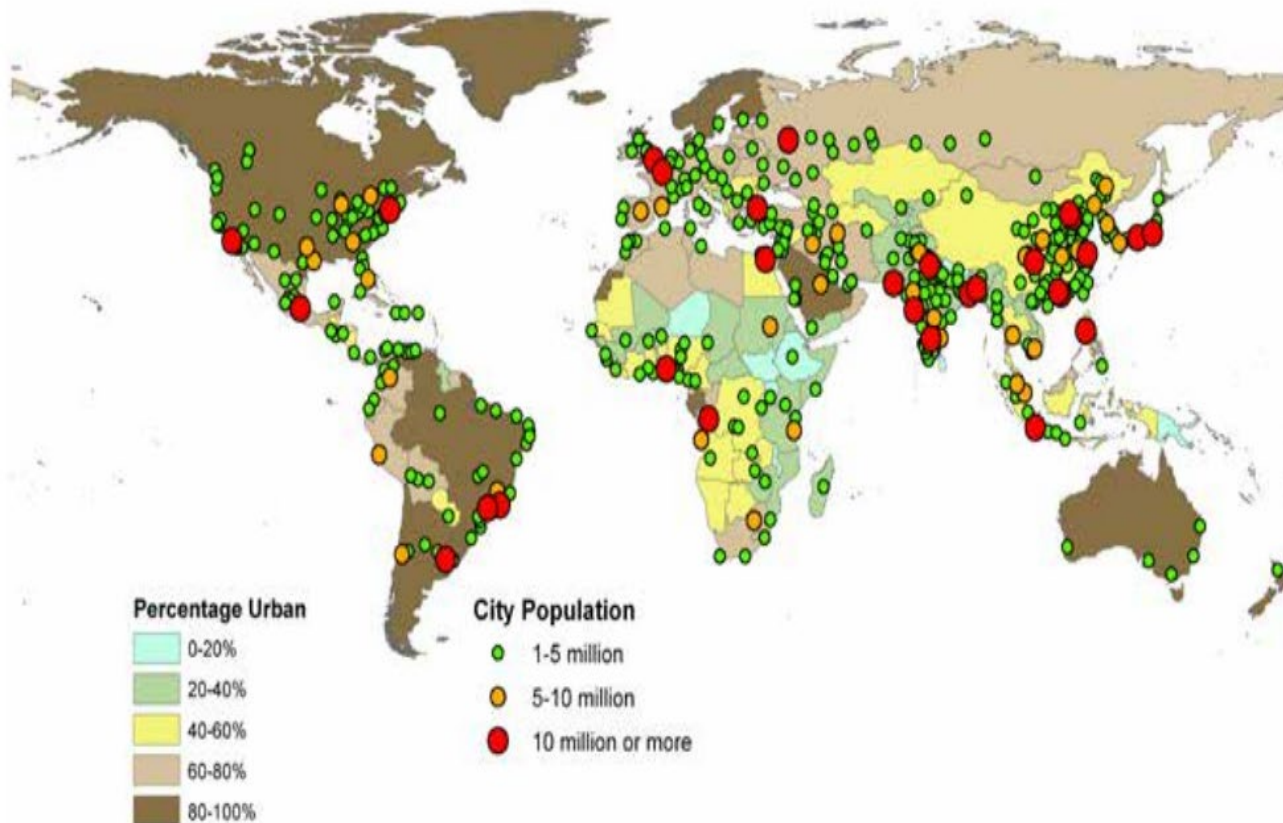 Percentage Urban
0-20%
20-40%
40-60%
60-80%
80-100%
City Population
1-5 million
5-10 million
10 million or more